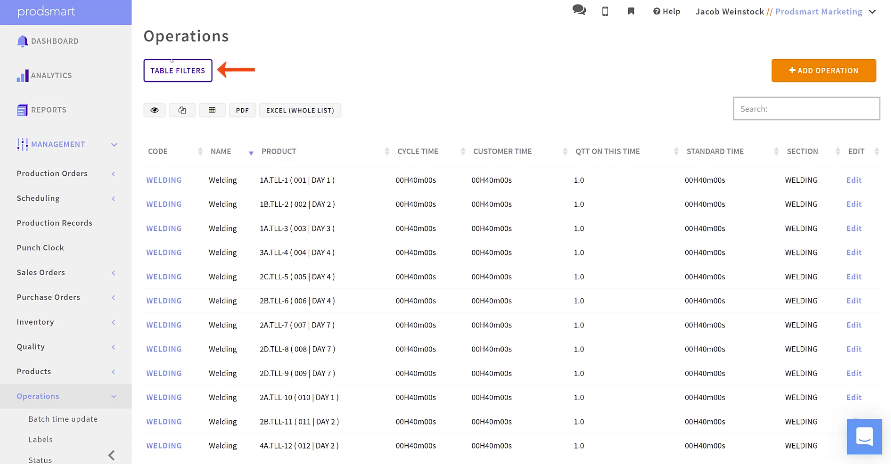 prodsmart
Help
Jacob Weinstock // Prodsmart Marketing
DASHBOARD
ANALYTICS
REPORTS
MANAGEMENT
Production Orders
Scheduling
Production Records
Punch Clock
Sales Orders
Purchase Orders
Inventory
Quality
Products
Operations
Batch time update
Labels
Status
Operations
TABLE FILTERS
+ ADD OPERATION
PDF
EXCEL (WHOLE LIST)
Search:
CODE NAME PRODUCT CYCLE TIME CUSTOMER TIME QTT ON THIS TIME STANDARD TIME SECTION EDIT
WELDING Welding 1A.TLL-1 ( 001 | DAY 1 ) 00H40m00s 00H40m00s 1.0 00H40m00s WELDING Edit
WELDING Welding 1B.TLL-2 ( 002 | DAY 2 ) 00H40m00s 00H40m00s 1.0 00H40m00s WELDING Edit
WELDING Welding 1A.TLL-3 ( 003 | DAY 3 ) 00H40m00s 00H40m00s 1.0 00H40m00s WELDING Edit
WELDING Welding 3A.TLL-4 ( 004 | DAY 4 ) 00H40m00s 00H40m00s 1.0 00H40m00s WELDING Edit
WELDING Welding 2C.TLL-5 ( 005 | DAY 4 ) 00H40m00s 00H40m00s 1.0 00H40m00s WELDING Edit
WELDING Welding 2B.TLL-6 ( 006 | DAY 4 ) 00H40m00s 00H40m00s 1.0 00H40m00s WELDING Edit
WELDING Welding 2A.TLL-7 ( 007 | DAY 7 ) 00H40m00s 00H40m00s 1.0 00H40m00s WELDING Edit
WELDING Welding 2D.TLL-8 ( 008 | DAY 7 ) 00H40m00s 00H40m00s 1.0 00H40m00s WELDING Edit
WELDING Welding 2D.TLL-9 ( 009 | DAY 7 ) 00H40m00s 00H40m00s 1.0 00H40m00s WELDING Edit
WELDING Welding 2A.TLL-10 ( 010 | DAY 1 ) 00H40m00s 00H40m00s 1.0 00H40m00s WELDING Edit
WELDING Welding 2B.TLL-11 ( 011 | DAY 2 ) 00H40m00s 00H40m00s 1.0 00H40m00s WELDING
WELDING Welding 4A.TLL-12 ( 012 | DAY 2 ) 00H40m00s 00H40m00s 1.0 00H40m00s WELDING